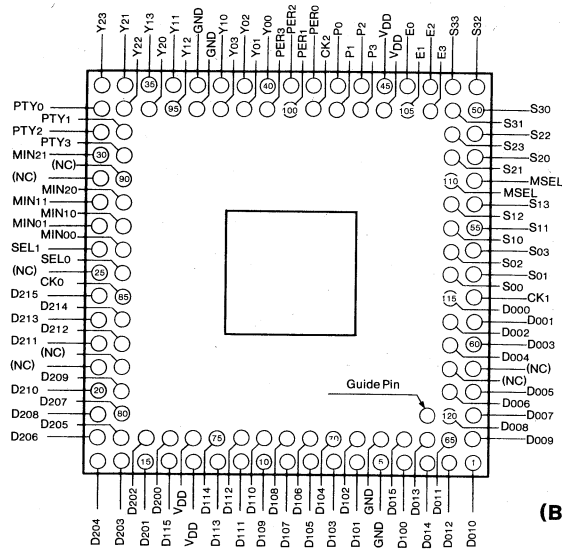 Y23
Y21
Y22
Y13
Y20
Y11
Y12
GND
GND
Y10
Y03
Y02
Y01
Y00
PER3
PER2
PER1
PER0
CK2
P0
P1
P2
P3
VDD
VDD
E0
E1
E2
E3
S33
S32
35
40
45
95
100
105
50
PTY0
PTY1
PTY2
PTY3
MIN21
30
(NC)
(NC)
90
MIN20
MIN11
MIN10
MIN01
MIN00
SEL1
SEL0
(NC)
25
CK0
D215
85
D214
D213
D212
D211
(NC)
(NC)
D209
D210
20
D207
D208
80
D205
D206
S30
S31
S22
S23
S20
S21
110
MSEL
MSEL
S13
S12
S11
55
S10
S03
S02
S01
S00
CK1
115
D000
D001
D002
D003
60
D004
(NC)
(NC)
D005
D006
D007
120
D008
D009
Guide Pin
75
70
65
15
10
5
1
D204
D203
D202
D201
D200
D115
VDD
VDD
D114
D113
D112
D111
D110
D109
D108
D107
D106
D105
D104
D103
D102
D101
GND
GND
D015
D100
D013
D014
D011
D012
D010
(B